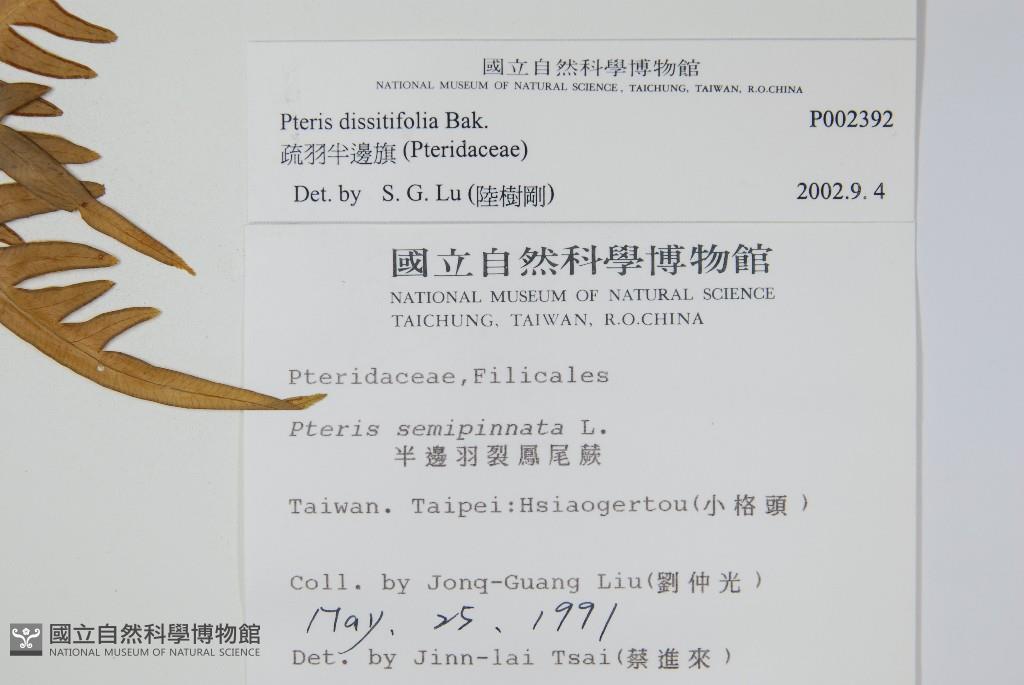 國立自然科學博物館
NATIONAL MUSEUM OF NATURAL SCIENCE, TAICHUNG, TAIWAN, R.O.CHINA
Pteris dissitifolia Bak. P002392
疏羽半邊旗 (Pteridaceae)
Det. by S. G. Lu (陸樹剛) 2002.9. 4
國立自然科學博物館
NATIONAL MUSEUM OF NATURAL SCIENCE
TAICHUNG, TAIWAN, R.O.CHINA
Pteridaceae,Filicales
Pteris semipinnata L.
半邊羽裂鳳尾蕨
Taiwan. Taipei:Hsiaogertou(小格頭)
Coll. by Jonq-Guang Liu(劉仲光)
May. 25, 1991
Det. by Jinn-lai Tsai(蔡進來)
國立自然科學博物館
NATIONAL MUSEUM OF NATURAL SCIENCE